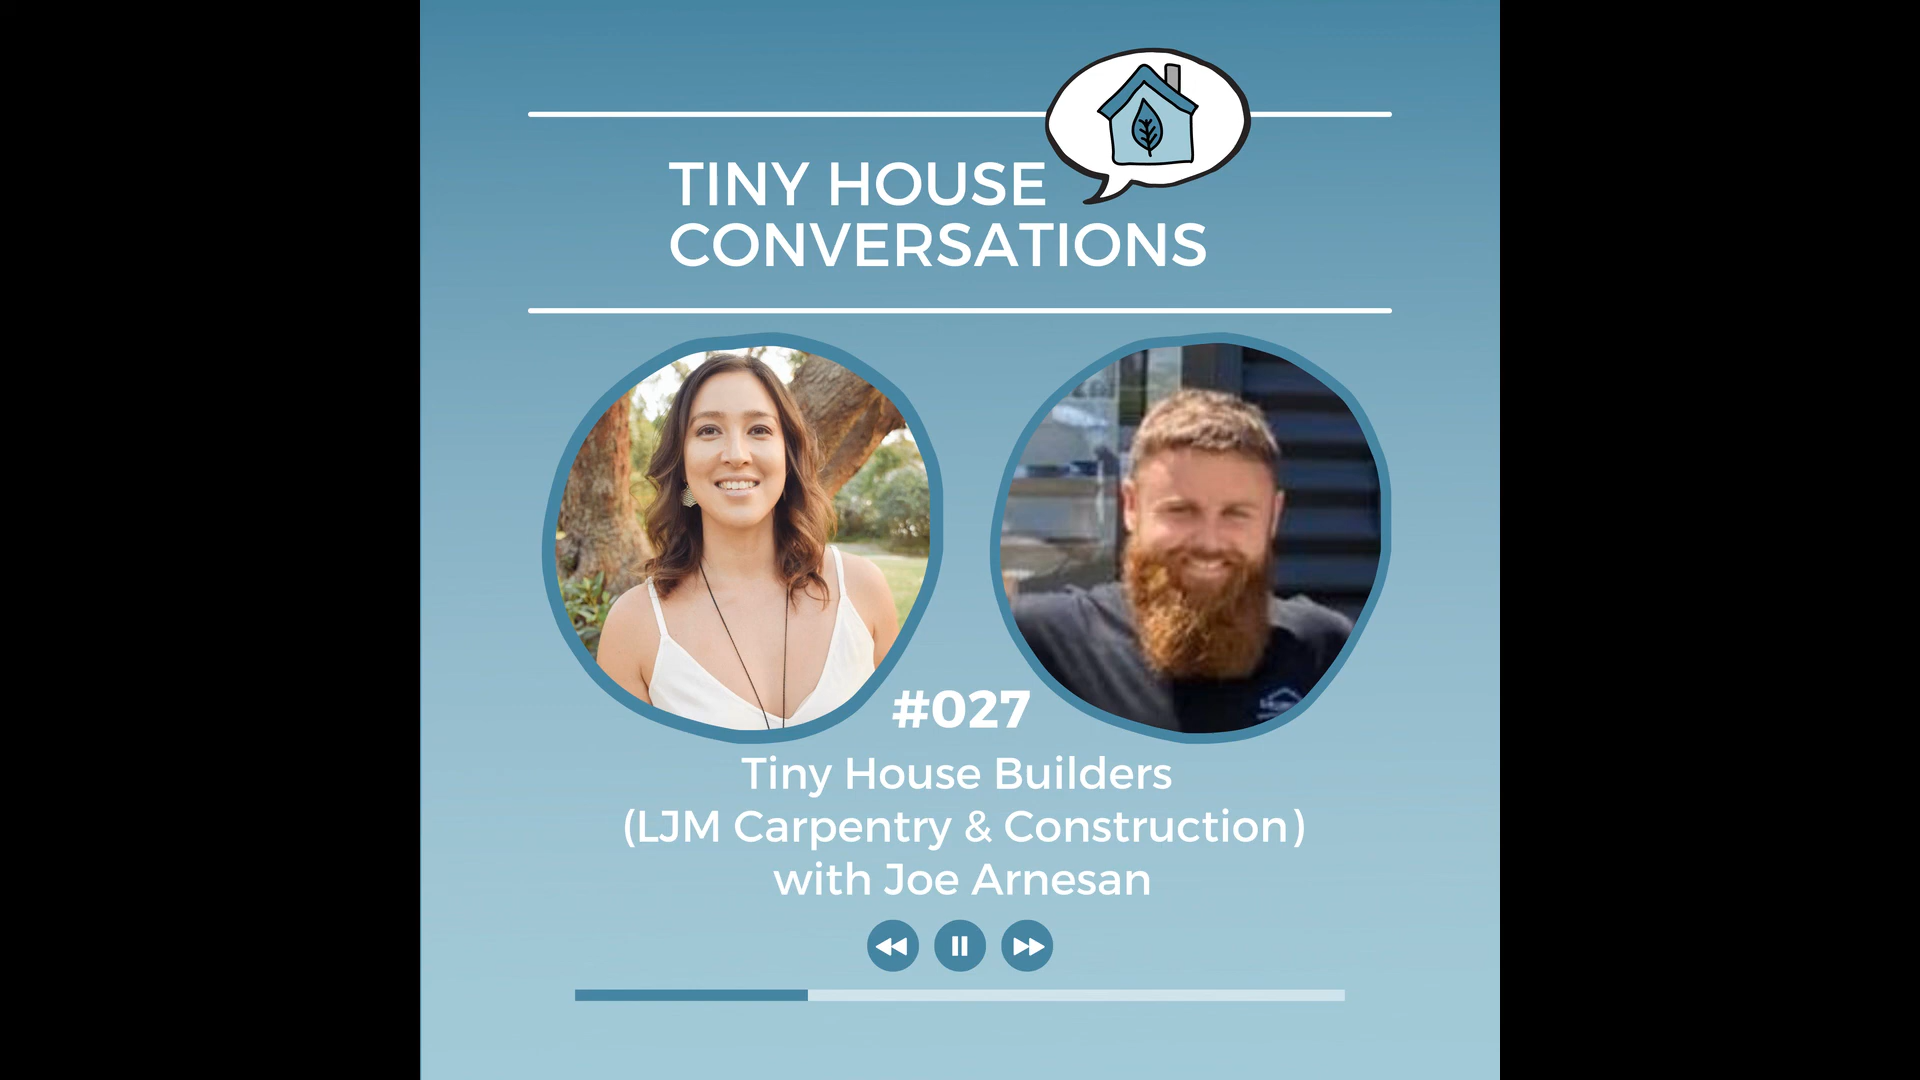 TINY HOUSE
CONVERSATIONS
#027
Tiny House Builders
(LJM Carpentry & Construction)
with Joe Arnesan